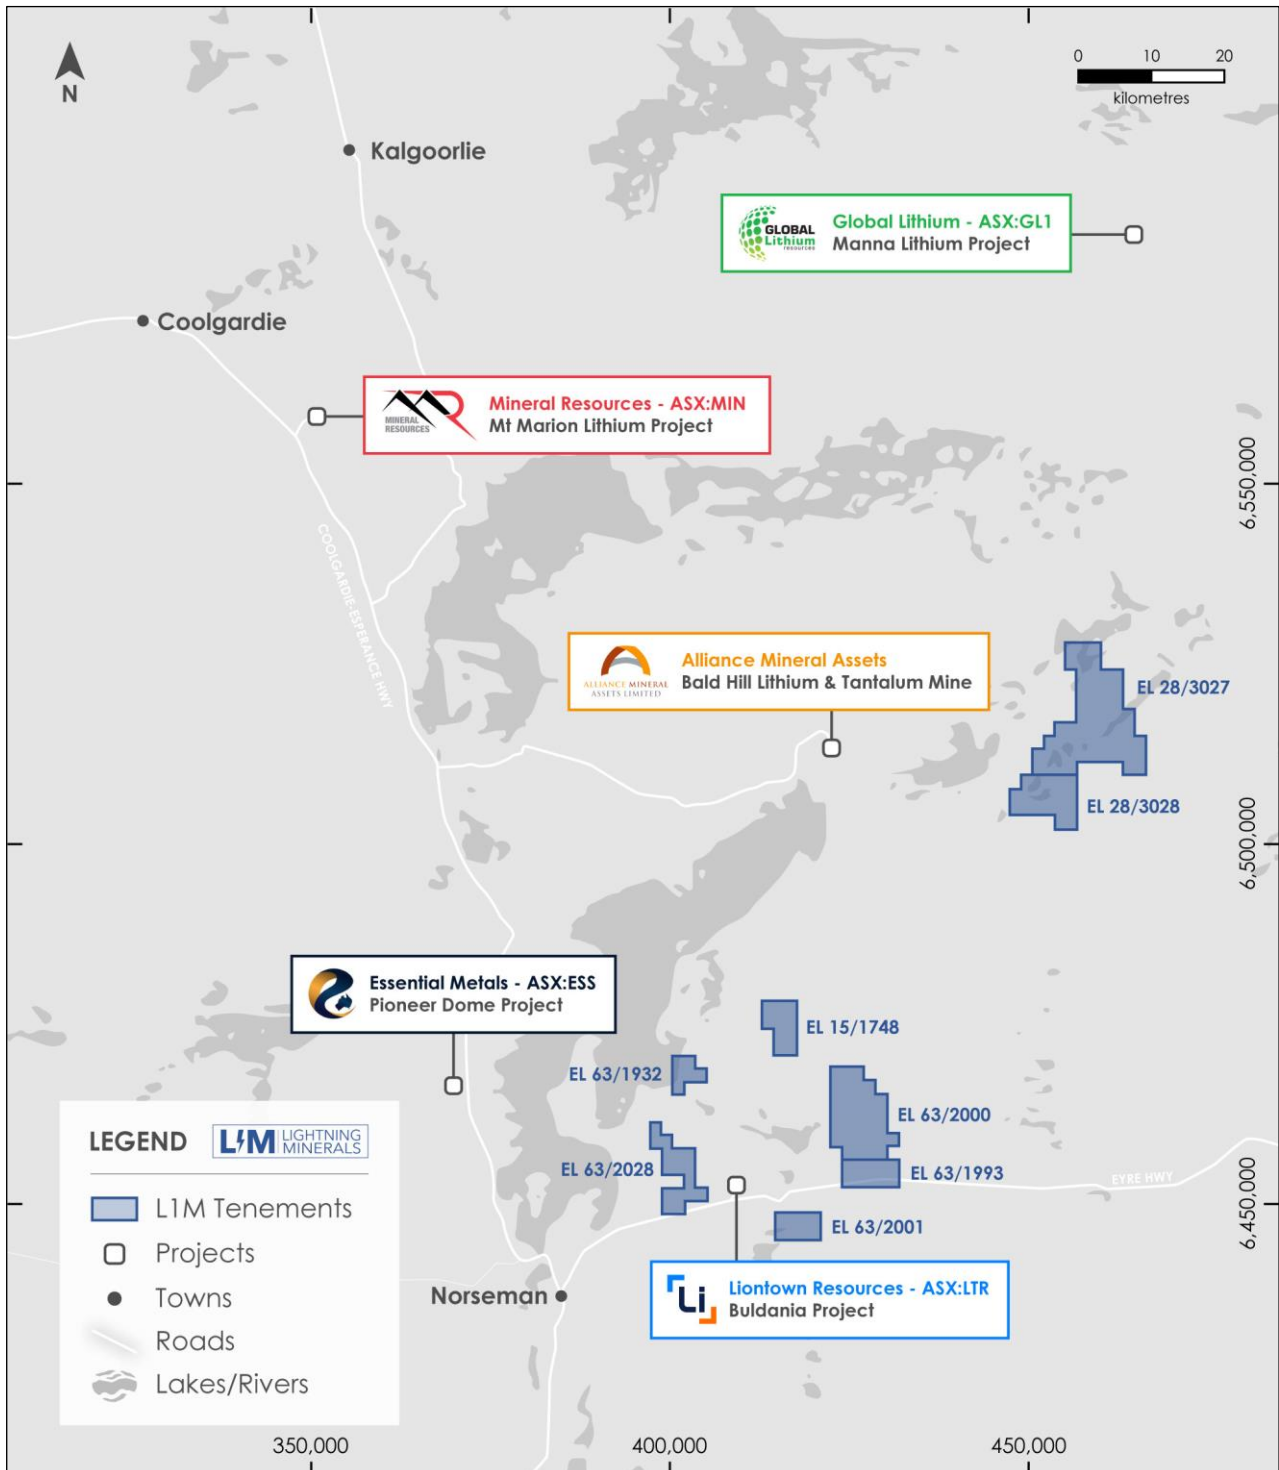 N
0 10 20
kilometres
Kalgoorlie
GLOBAL
Lithium
resources
Global Lithium - ASX:GL1
Manna Lithium Project
Coolgardie
MINERAL
RESOURCES
Mineral Resources - ASX:MIN
Mt Marion Lithium Project
6,550,000
COOLGARDIE-ESPERANCE HWY
ALLIANCE MINERAL
ASSETS LIMITED
Alliance Mineral Assets
Bald Hill Lithium & Tantalum Mine
EL 28/3027
EL 28/3028
6,500,000
Essential Metals - ASX:ESS
Pioneer Dome Project
EL 15/1748
EL 63/1932
EL 63/2000
EL 63/2028
EL 63/1993
EYRE HWY
6,450,000
EL 63/2001
Norseman
Li
Liontown Resources - ASX:LTR
Buldania Project
LEGEND
L1M LIGHTNING
MINERALS
L1M Tenements
Projects
Towns
Roads
Lakes/Rivers
350,000 400,000 450,000